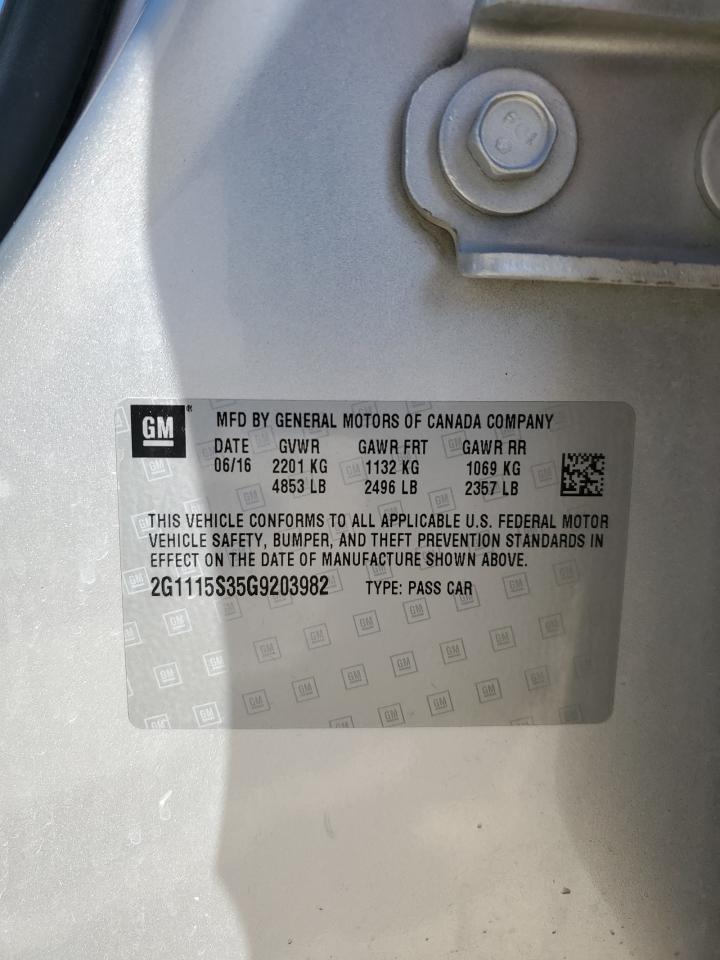 GM ® MFD BY GENERAL MOTORS OF CANADA COMPANY
DATE GVWR GAWR FRT GAWR RR
06/16 2201 KG 1132 KG 1069 KG
4853 LB 2496 LB 2357 LB
THIS VEHICLE CONFORMS TO ALL APPLICABLE U.S. FEDERAL MOTOR
VEHICLE SAFETY, BUMPER, AND THEFT PREVENTION STANDARDS IN
EFFECT ON THE DATE OF MANUFACTURE SHOWN ABOVE.
2G1115S35G9203982 TYPE: PASS CAR